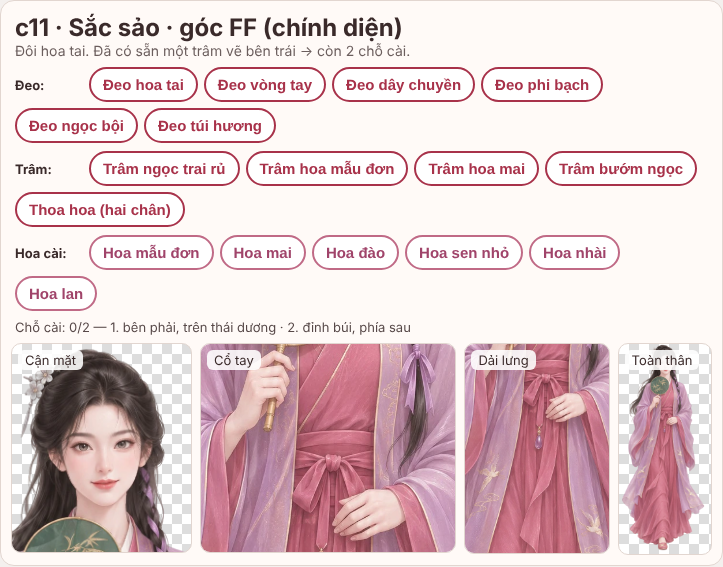 c11 · Sắc sảo · góc FF (chính diện)
Đôi hoa tai. Đã có sẵn một trâm vẽ bên trái → còn 2 chỗ cài.
Đeo: Đeo hoa tai Đeo vòng tay Đeo dây chuyền Đeo phi bạch
Đeo ngọc bội Đeo túi hương
Trâm: Trâm ngọc trai rủ Trâm hoa mẫu đơn Trâm hoa mai Trâm bướm ngọc
Thoa hoa (hai chân)
Hoa cài: Hoa mẫu đơn Hoa mai Hoa đào Hoa sen nhỏ Hoa nhài
Hoa lan
Chỗ cài: 0/2 — 1. bên phải, trên thái dương · 2. đỉnh búi, phía sau
Cận mặt Cổ tay Dải lưng Toàn thân